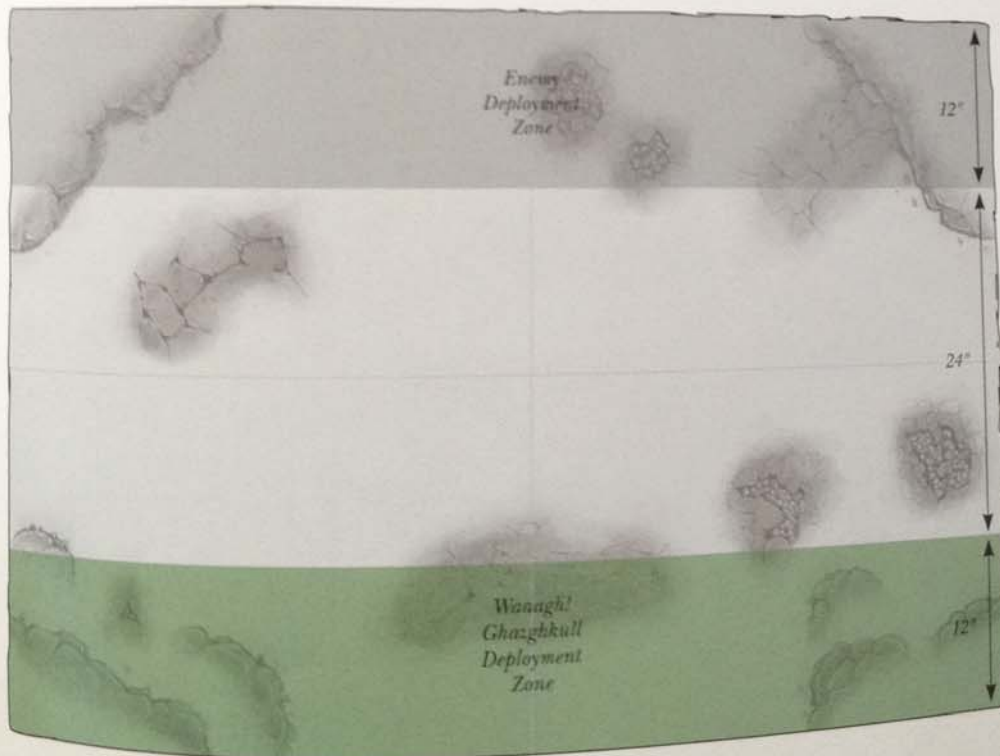 Enemy
Deployment
Zone
12"
24"
Waaagh!
Ghazghkull
Deployment
Zone
12"